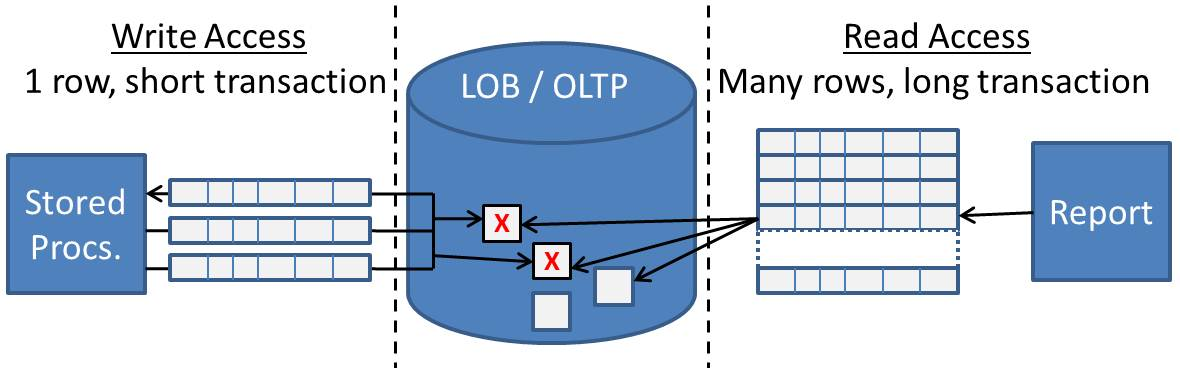 Write Access
1 row, short transaction
LOB / OLTP
Read Access
Many rows, long transaction
Stored
Procs.
X
X
Report